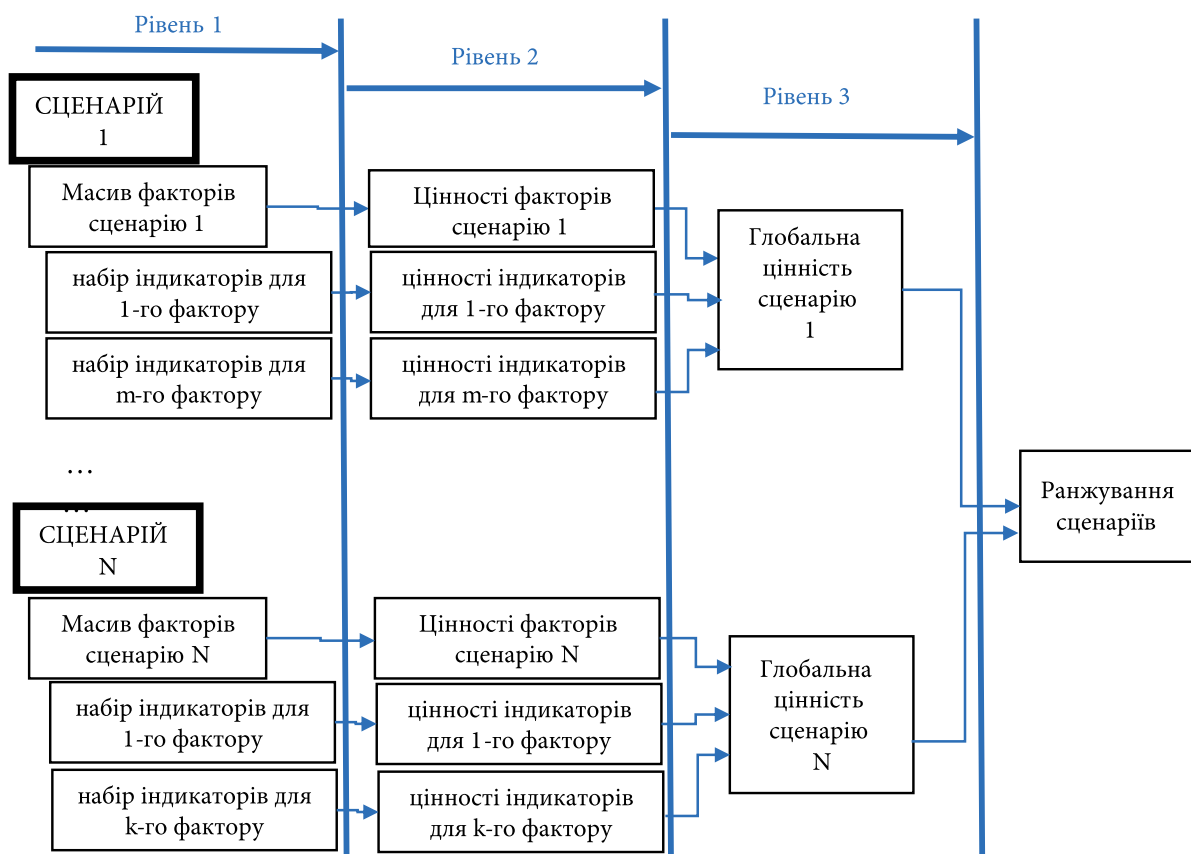 Рівень 1
Рівень 2
Рівень 3
СЦЕНАРІЙ
1
Масив факторів
сценарію 1
Цінності факторів
сценарію 1
набір індикаторів для
1-го фактору
цінності індикаторів
для 1-го фактору
набір індикаторів для
m-го фактору
цінності індикаторів
для m-го фактору
Глобальна
цінність
сценарію
1
…
…
СЦЕНАРІЙ
N
Масив факторів
сценарію N
Цінності факторів
сценарію N
набір індикаторів для
1-го фактору
цінності індикаторів
для 1-го фактору
набір індикаторів для
k-го фактору
цінності індикаторів
для k-го фактору
Глобальна
цінність
сценарію
N
Ранжування
сценаріїв